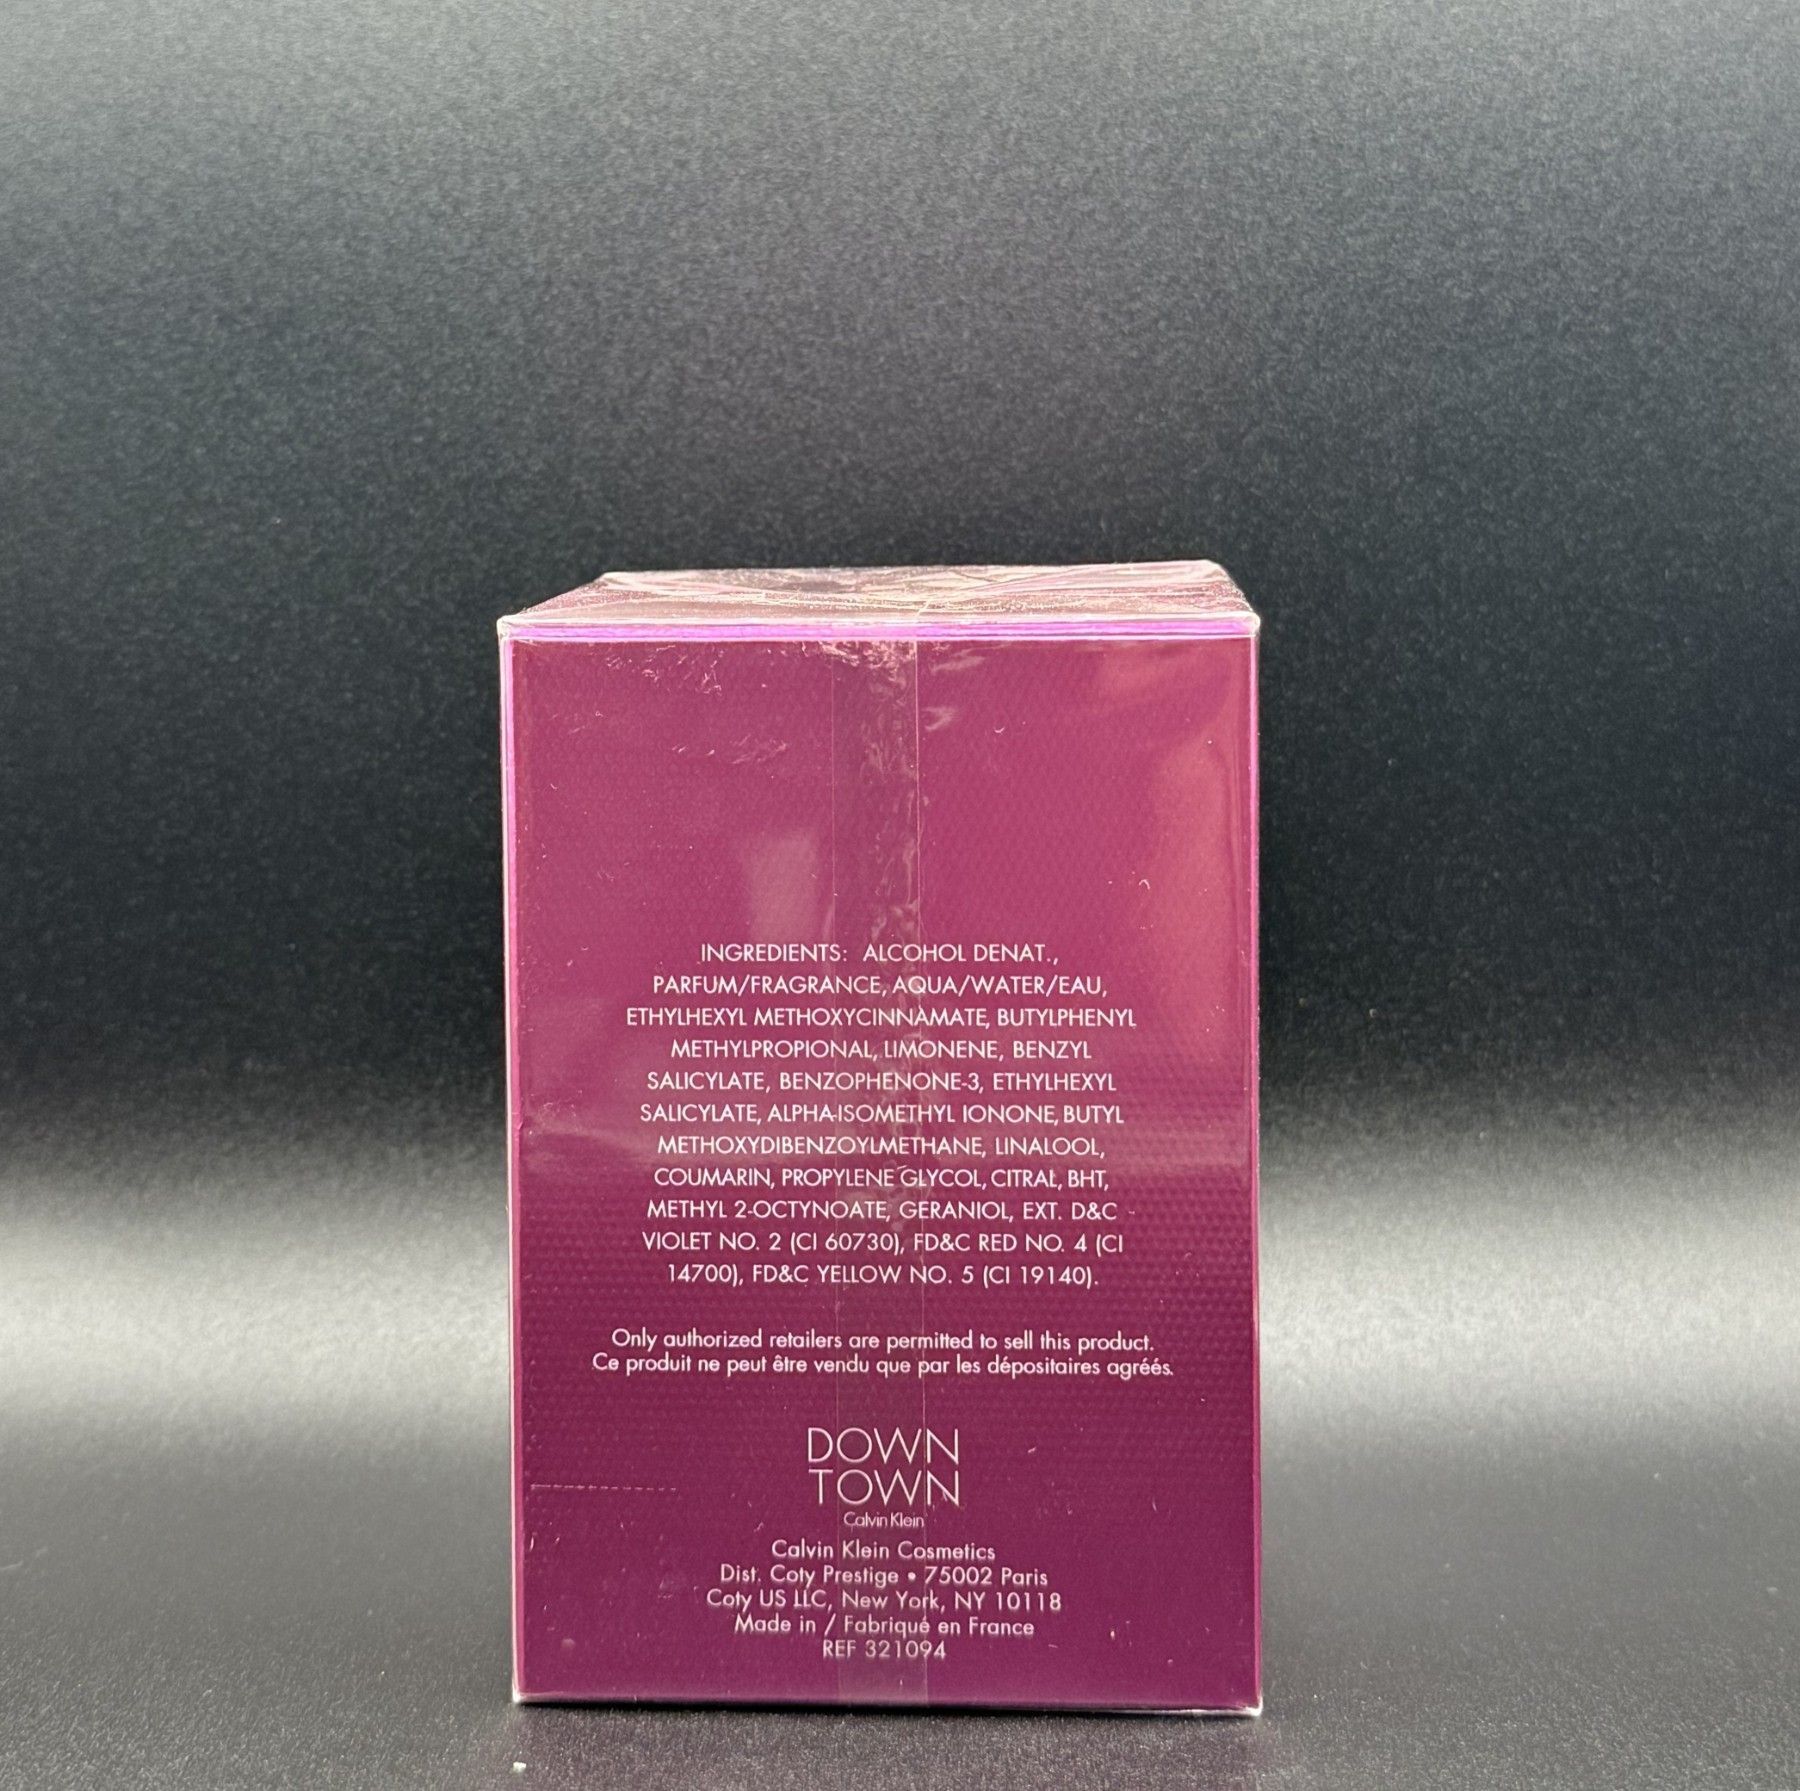 INGREDIENTS: ALCOHOL DENAT.,
PARFUM/FRAGRANCE, AQUA/WATER/EAU,
ETHYLHEXYL METHOXYCINNAMATE, BUTYLPHENYL
METHYLPROPIONAL, LIMONENE, BENZYL
SALICYLATE, BENZOPHENONE-3, ETHYLHEXYL
SALICYLATE, ALPHA-ISOMETHYL IONONE, BUTYL
METHOXYDIBENZOYLMETHANE, LINALOOL,
COUMARIN, PROPYLENE GLYCOL, CITRAL, BHT,
METHYL 2-OCTYNOATE, GERANIOL, EXT. D&C
VIOLET NO. 2 (CI 60730), FD&C RED NO. 4 (CI
14700), FD&C YELLOW NO. 5 (CI 19140).
Only authorized retailers are permitted to sell this product.
Ce produit ne peut être vendu que par les dépositaires agréés.
DOWN
TOWN
Calvin Klein
Calvin Klein Cosmetics
Dist. Coty Prestige • 75002 Paris
Coty US LLC, New York, NY 10118
Made in / Fabriqué en France
REF 321094